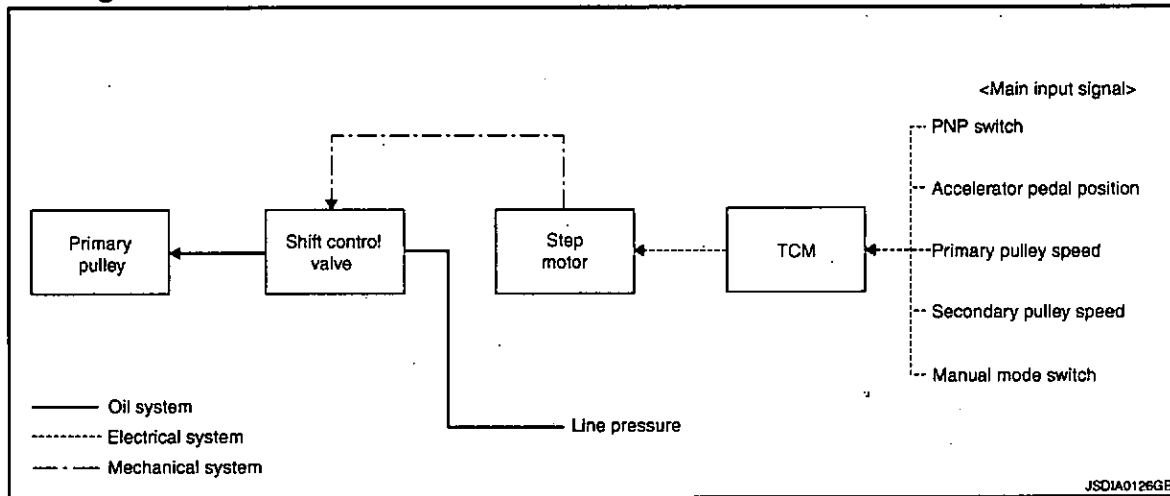 <Main input signal>
PNP switch
Accelerator pedal position
Primary pulley
Shift control valve
Step motor
TCM
Primary pulley speed
Secondary pulley speed
Manual mode switch
Oil system
Line pressure
Electrical system
Mechanical system
JSDIA0126GB